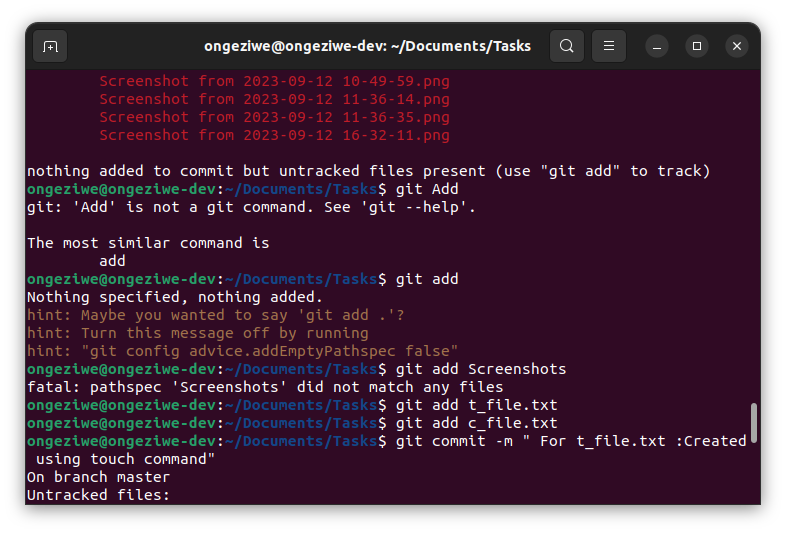 ongeziwe@ongeziwe-dev: ~/Documents/Tasks
Screenshot from 2023-09-12 10-49-59.png
Screenshot from 2023-09-12 11-36-14.png
Screenshot from 2023-09-12 11-36-35.png
Screenshot from 2023-09-12 16-32-11.png
nothing added to commit but untracked files present (use "git add" to track)
ongeziwe@ongeziwe-dev:~/Documents/Tasks$ git Add
git: 'Add' is not a git command. See 'git --help'.
The most similar command is
add
ongeziwe@ongeziwe-dev:~/Documents/Tasks$ git add
Nothing specified, nothing added.
hint: Maybe you wanted to say 'git add .'?
hint: Turn this message off by running
hint: "git config advice.addEmptyPathspec false"
ongeziwe@ongeziwe-dev:~/Documents/Tasks$ git add Screenshots
fatal: pathspec 'Screenshots' did not match any files
ongeziwe@ongeziwe-dev:~/Documents/Tasks$ git add t_file.txt
ongeziwe@ongeziwe-dev:~/Documents/Tasks$ git add c_file.txt
ongeziwe@ongeziwe-dev:~/Documents/Tasks$ git commit -m " For t_file.txt :Created
using touch command"
On branch master
Untracked files: